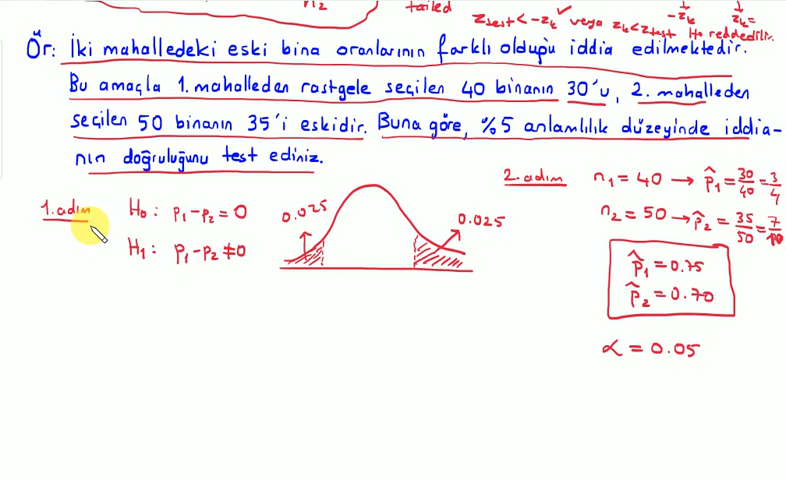 n₂
tailed
Ztest < -Zk veya Zk < Ztest H₀ reddedilir.
-Zk
Zk=
Ör: İki mahalledeki eski bina oranlarının farklı olduğu iddia edilmektedir.
Bu amaçla 1. mahalleden rastgele seçilen 40 binanın 30'u, 2. mahalleden
seçilen 50 binanın 35'i eskidir. Buna göre, %5 anlamlılık düzeyinde iddia-
nın doğruluğunu test ediniz.
1. adım
H₀: p₁-p₂=0
H₁: p₁-p₂≠0
0.025
0.025
2. adım
n₁=40 → p̂₁=30/40=3/4
n₂=50 → p̂₂=35/50=7/10
p̂₁=0.75
p̂₂=0.70
α=0.05